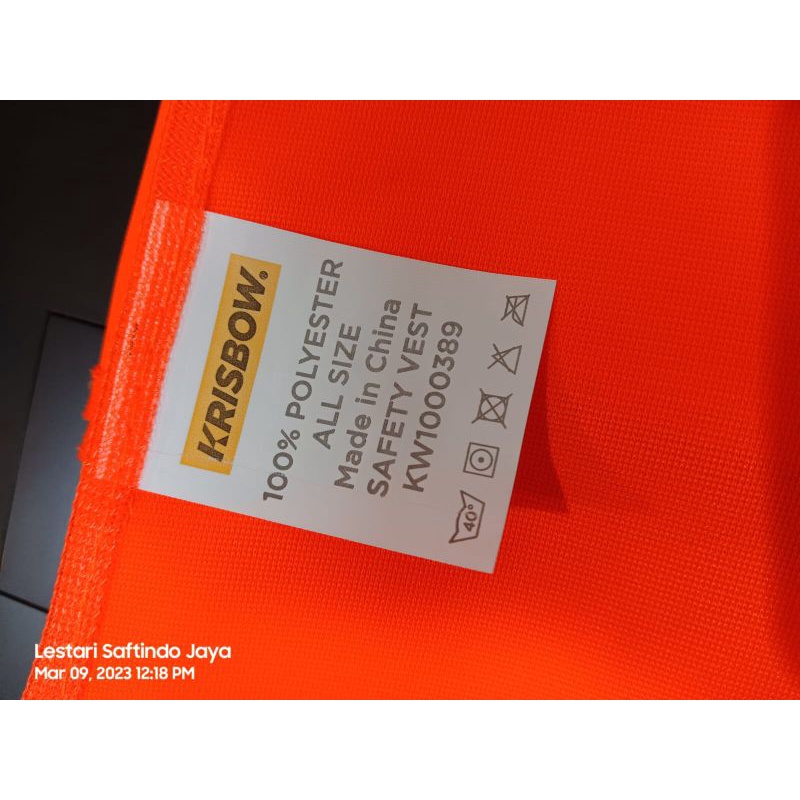 KRISBOW®
100% POLYESTER
ALL SIZE
Made in China
SAFETY VEST
KW1000389
40°
Lestari Saftindo Jaya
Mar 09, 2023 12:18 PM